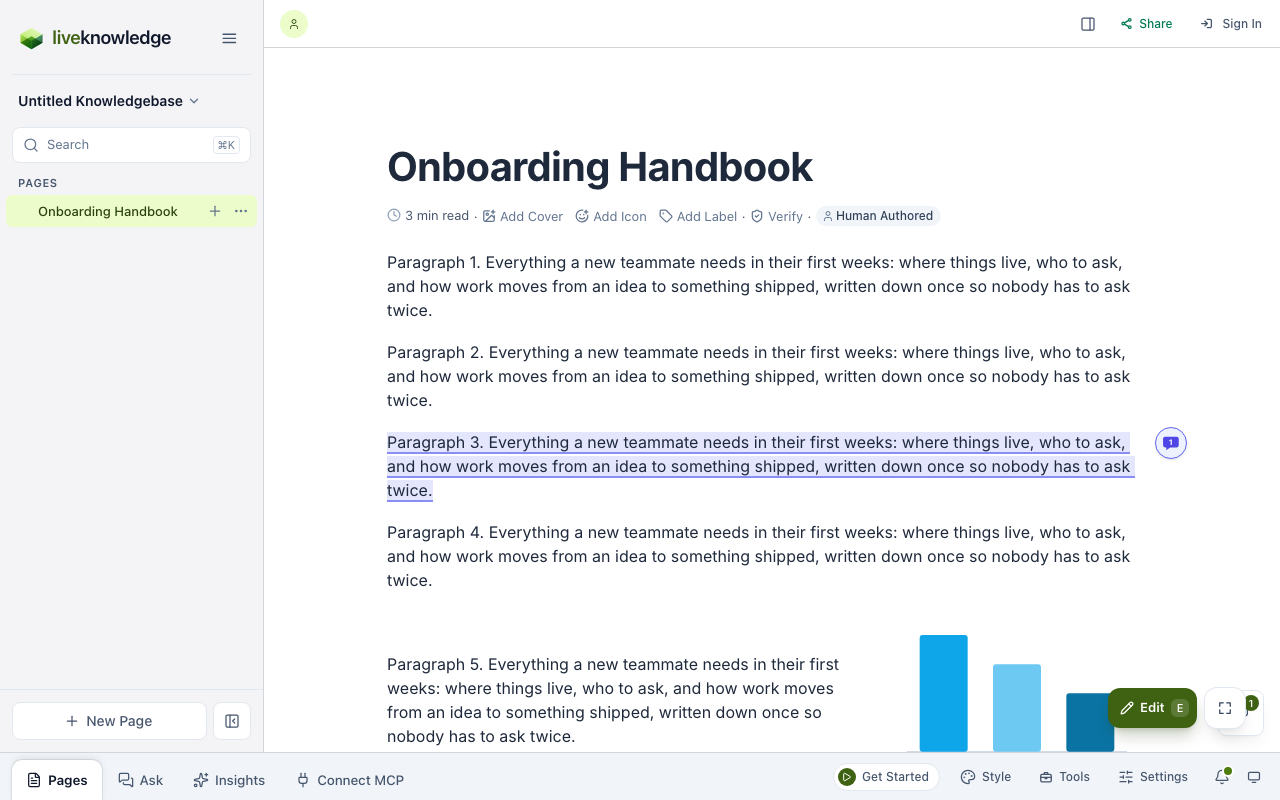 liveknowledge
Share
Sign In
Untitled Knowledgebase
Search
⌘K
PAGES
Onboarding Handbook
Onboarding Handbook
3 min read · Add Cover Add Icon Add Label · Verify · Human Authored
Paragraph 1. Everything a new teammate needs in their first weeks: where things live, who to ask,
and how work moves from an idea to something shipped, written down once so nobody has to ask
twice.
Paragraph 2. Everything a new teammate needs in their first weeks: where things live, who to ask,
and how work moves from an idea to something shipped, written down once so nobody has to ask
twice.
Paragraph 3. Everything a new teammate needs in their first weeks: where things live, who to ask,
and how work moves from an idea to something shipped, written down once so nobody has to ask
twice.
1
Paragraph 4. Everything a new teammate needs in their first weeks: where things live, who to ask,
and how work moves from an idea to something shipped, written down once so nobody has to ask
twice.
Paragraph 5. Everything a new teammate needs in their first
weeks: where things live, who to ask, and how work moves
from an idea to something shipped, written down once so
nobody has to ask twice.
Edit E
1
New Page
Pages
Ask
Insights
Connect MCP
Get Started
Style
Tools
Settings